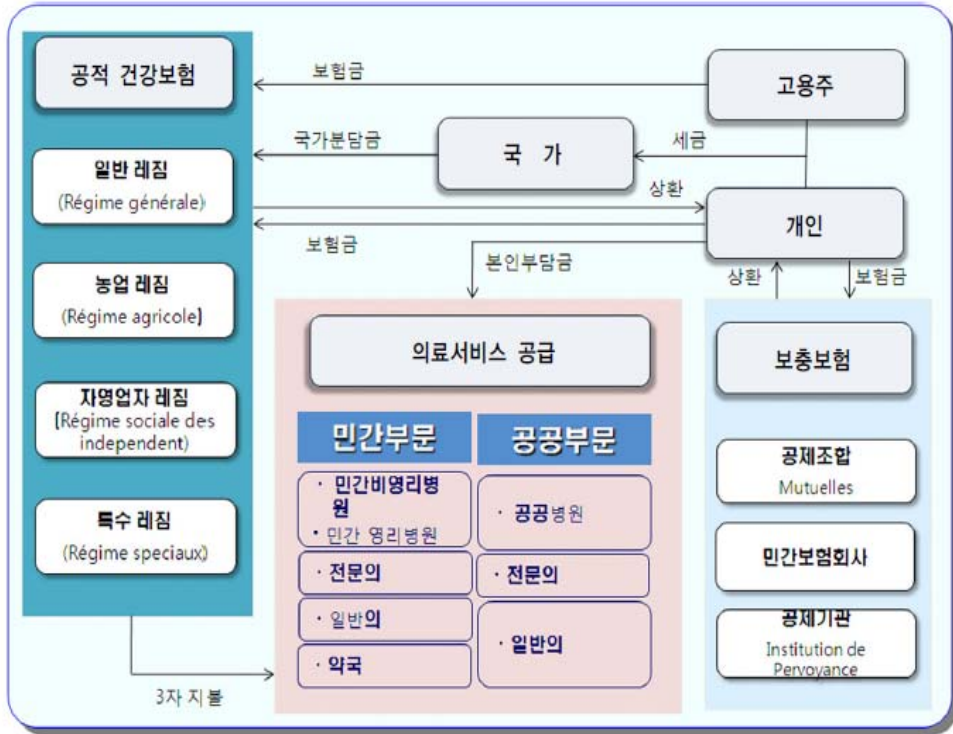 공적 건강보험
일반 레짐
(Régime générale)
농업 레짐
(Régime agricole)
자영업자 레짐
(Régime sociale des
independent)
특수 레짐
(Régime speciaux)
보험금
고용주
국가분담금
국 가
세금
상환
보험금
개인
본인부담금
상환
보험금
의료서비스 공급
민간부문
· 민간비영리병
원
• 민간 영리병원
· 전문의
· 일반의
· 약국
공공부문
· 공공병원
· 전문의
· 일반의
보충보험
공제조합
Mutuelles
민간보험회사
공제기관
Institution de
Pervoyance
3자 지불